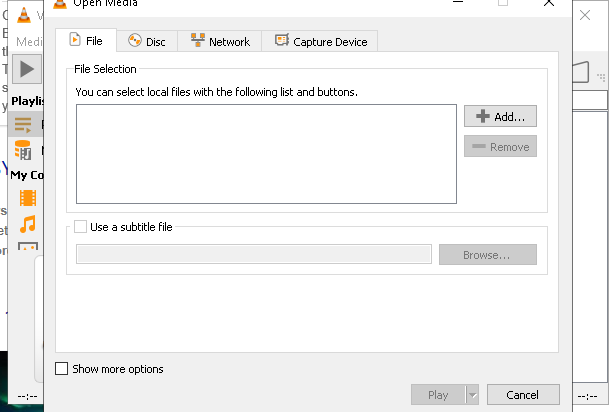 Open Media
Medi
File
Disc
Network
Capture Device
File Selection
You can select local files with the following list and buttons.
Add...
Remove
Playlis
My Co
Use a subtitle file
Browse...
Show more options
Play
Cancel
--:--
--:--